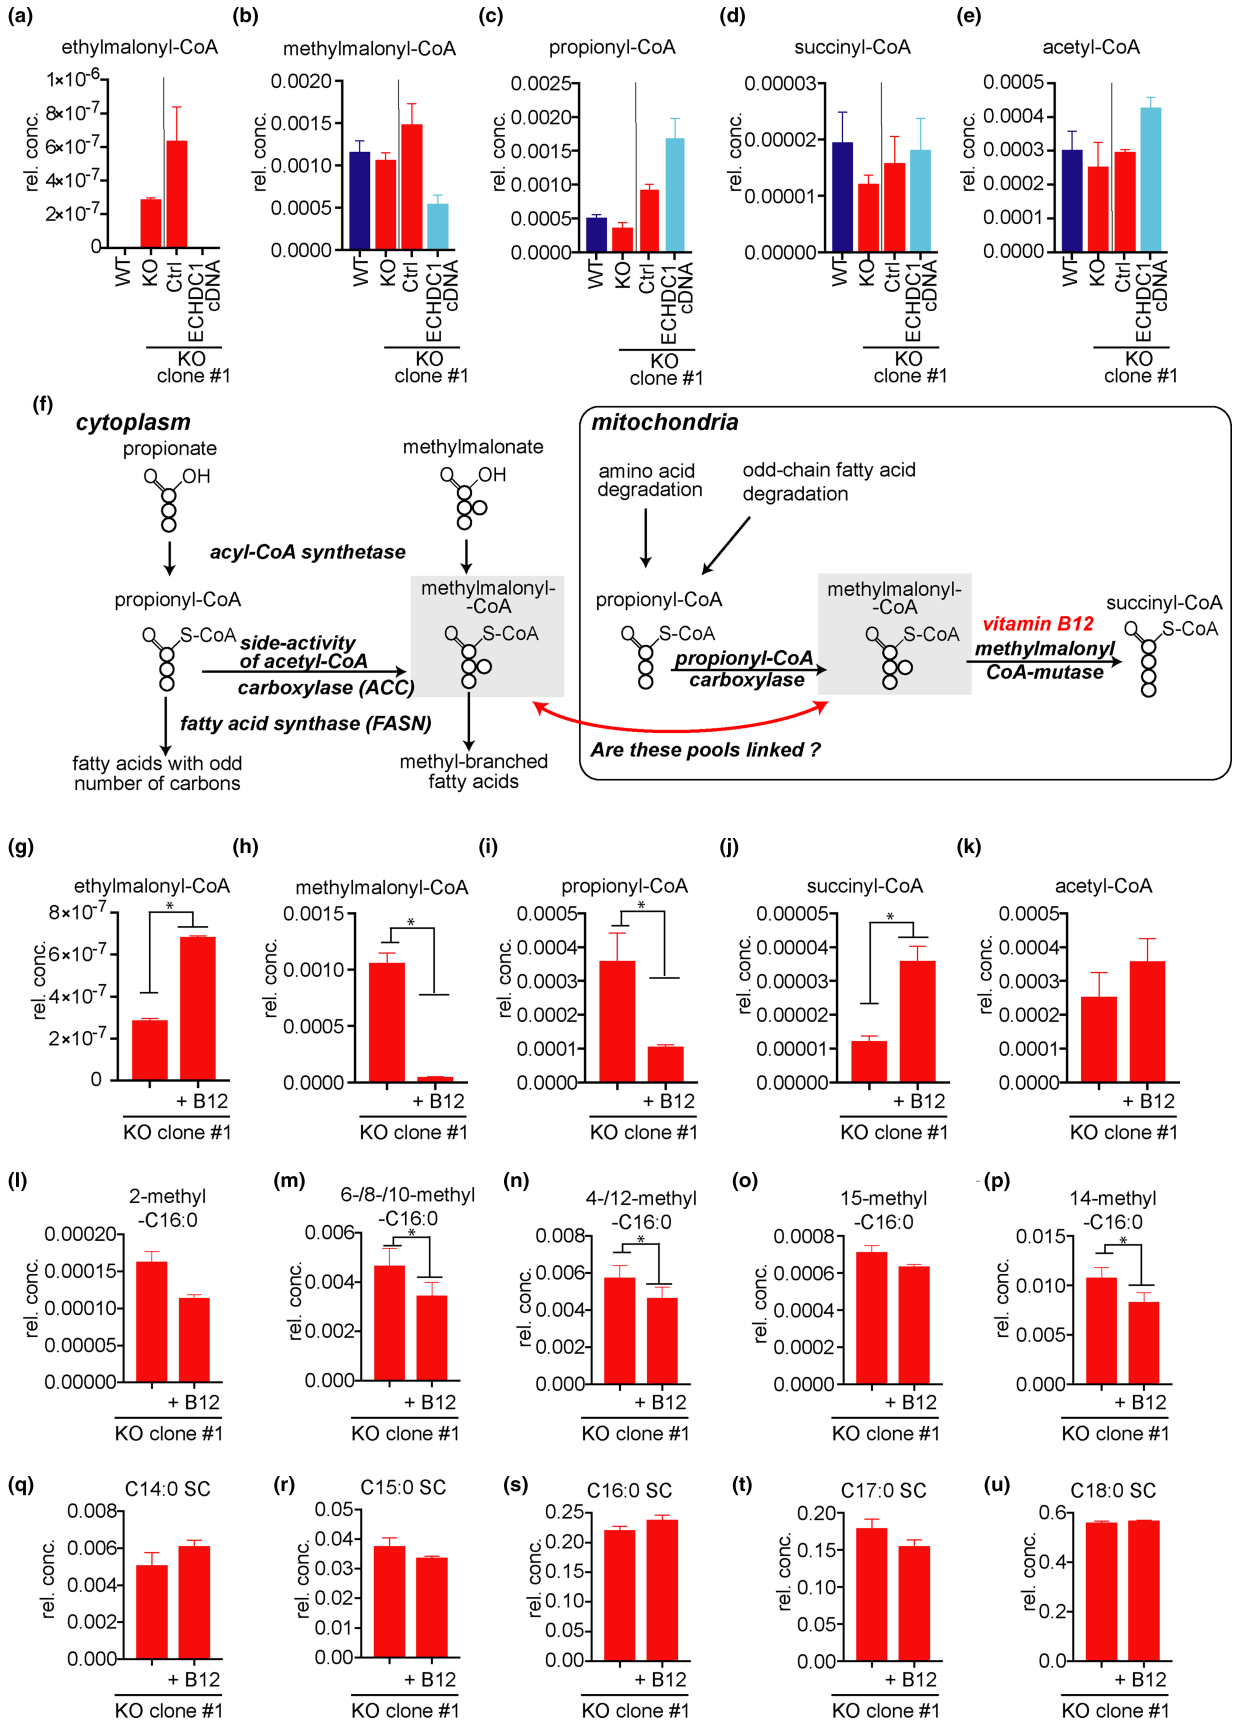 (a)
ethylmalonyl-CoA
rel. conc.
1×10-6
8×10-7
6×10-7
4×10-7
2×10-7
0
WT
KO
Ctrl
ECHDC1
cDNA
KO
clone #1
(b)
methylmalonyl-CoA
rel. conc.
0.0020
0.0015
0.0010
0.0005
0.0000
WT
KO
Ctrl
ECHDC1
cDNA
KO
clone #1
(c)
propionyl-CoA
rel. conc.
0.0025
0.0020
0.0015
0.0010
0.0005
0.0000
WT
KO
Ctrl
ECHDC1
cDNA
KO
clone #1
(d)
succinyl-CoA
rel. conc.
0.00003
0.00002
0.00001
0.00000
WT
KO
Ctrl
ECHDC1
cDNA
KO
clone #1
(e)
acetyl-CoA
rel. conc.
0.0005
0.0004
0.0003
0.0002
0.0001
0.0000
WT
KO
Ctrl
ECHDC1
cDNA
KO
clone #1
(f)
cytoplasm
propionate
O
OH
methylmalonate
O
OH
acyl-CoA synthetase
propionyl-CoA
O
S-CoA
side-activity
of acetyl-CoA
carboxylase (ACC)
methylmalonyl-
-CoA
O
S-CoA
fatty acid synthase (FASN)
fatty acids with odd
number of carbons
methyl-branched
fatty acids
mitochondria
amino acid
degradation
odd-chain fatty acid
degradation
propionyl-CoA
O
S-CoA
propionyl-CoA
carboxylase
methylmalonyl-
-CoA
O
S-CoA
vitamin B12
methylmalonyl
CoA-mutase
succinyl-CoA
O
S-CoA
Are these pools linked ?
(g)
ethylmalonyl-CoA
rel. conc.
8×10-7
6×10-7
4×10-7
2×10-7
0
*
+ B12
KO clone #1
(h)
methylmalonyl-CoA
rel. conc.
0.0015
0.0010
0.0005
0.0000
*
+ B12
KO clone #1
(i)
propionyl-CoA
rel. conc.
0.0005
0.0004
0.0003
0.0002
0.0001
0.0000
*
+ B12
KO clone #1
(j)
succinyl-CoA
rel. conc.
0.00005
0.00004
0.00003
0.00002
0.00001
0.00000
*
+ B12
KO clone #1
(k)
acetyl-CoA
rel. conc.
0.0005
0.0004
0.0003
0.0002
0.0001
0.0000
+ B12
KO clone #1
(l)
2-methyl
-C16:0
rel. conc.
0.00020
0.00015
0.00010
0.00005
0.00000
+ B12
KO clone #1
(m)
6-/8-/10-methyl
-C16:0
rel. conc.
0.006
0.004
0.002
0.000
*
+ B12
KO clone #1
(n)
4-/12-methyl
-C16:0
rel. conc.
0.008
0.006
0.004
0.002
0.000
*
+ B12
KO clone #1
(o)
15-methyl
-C16:0
rel. conc.
0.0008
0.0006
0.0004
0.0002
0.000
+ B12
KO clone #1
(p)
14-methyl
-C16:0
rel. conc.
0.015
0.010
0.005
0.000
*
+ B12
KO clone #1
(q)
C14:0 SC
rel. conc.
0.008
0.006
0.004
0.002
0.000
+ B12
KO clone #1
(r)
C15:0 SC
rel. conc.
0.05
0.04
0.03
0.02
0.01
0.00
+ B12
KO clone #1
(s)
C16:0 SC
rel. conc.
0.25
0.20
0.15
0.10
0.05
0.00
+ B12
KO clone #1
(t)
C17:0 SC
rel. conc.
0.20
0.15
0.10
0.05
0.00
+ B12
KO clone #1
(u)
C18:0 SC
rel. conc.
0.6
0.4
0.2
0.0
+ B12
KO clone #1